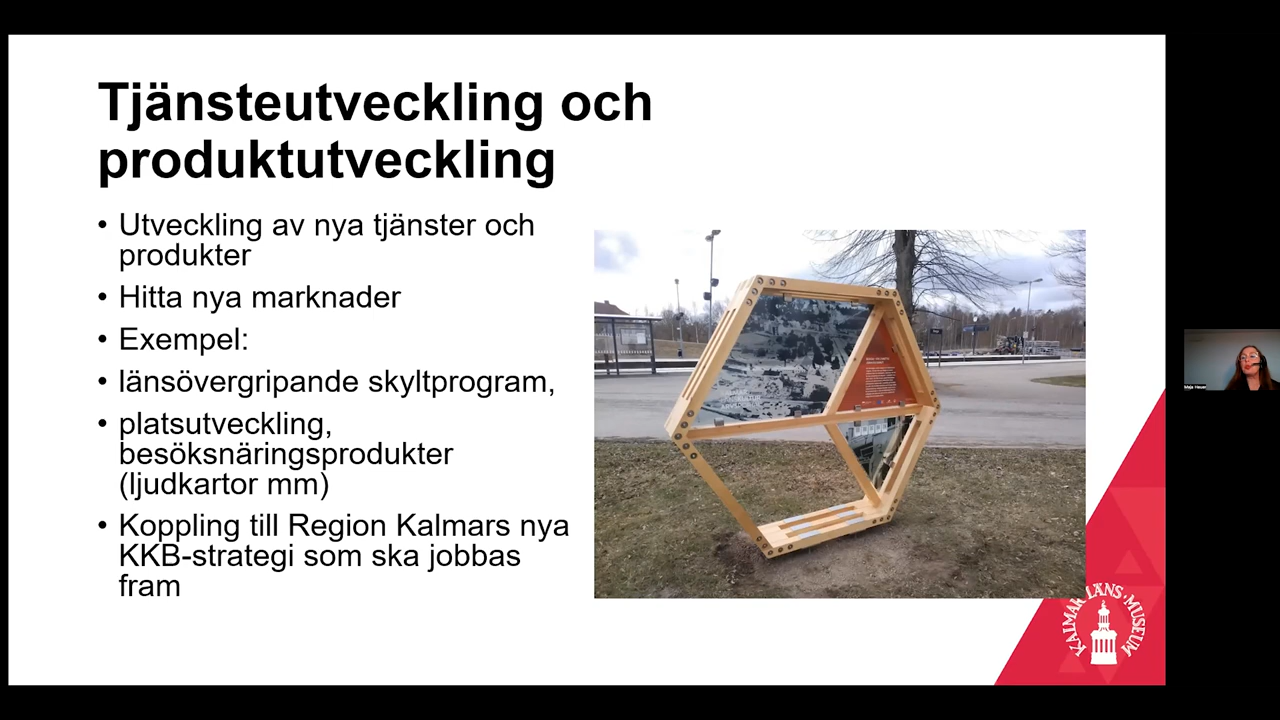 Tjänsteutveckling och
produktutveckling
• Utveckling av nya tjänster och
produkter
• Hitta nya marknader
• Exempel:
• länsövergripande skyltprogram,
• platsutveckling,
besöksnäringsprodukter
(ljudkartor mm)
• Koppling till Region Kalmars nya
KKB-strategi som ska jobbas
fram
KALMAR LÄNS MUSEUM